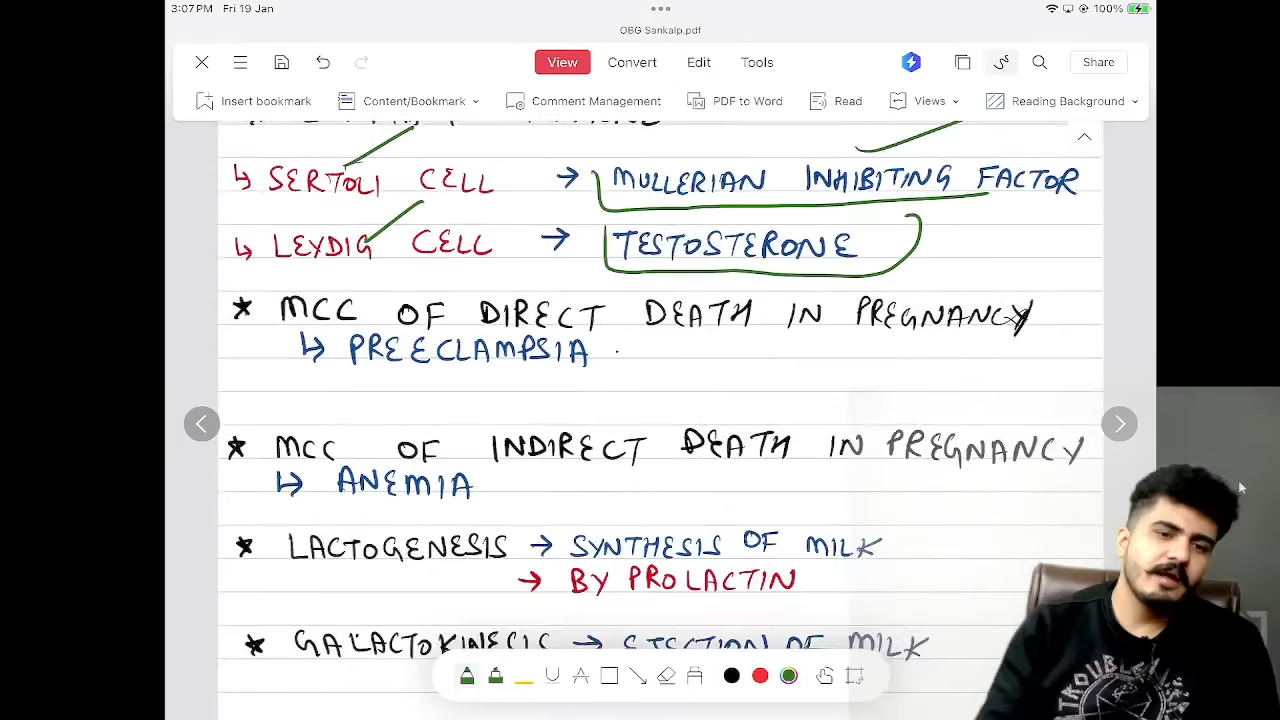 3:07PM Fri 19 Jan
100%
OBG Sankalp.pdf
View Convert Edit Tools Share
Insert bookmark Content/Bookmark Comment Management PDF to Word Read Views Reading Background
↳ SERTOLI CELL → MULLERIAN INHIBITING FACTOR
↳ LEYDIG CELL → TESTOSTERONE
★ MCC OF DIRECT DEATH IN PREGNANCY
↳ PREECLAMPSIA
★ MCC OF INDIRECT DEATH IN PREGNANCY
↳ ANEMIA
★ LACTOGENESIS → SYNTHESIS OF MILK
→ BY PROLACTIN
★ GALACTOKINESIS → EJECTION OF MILK
TROUBLE